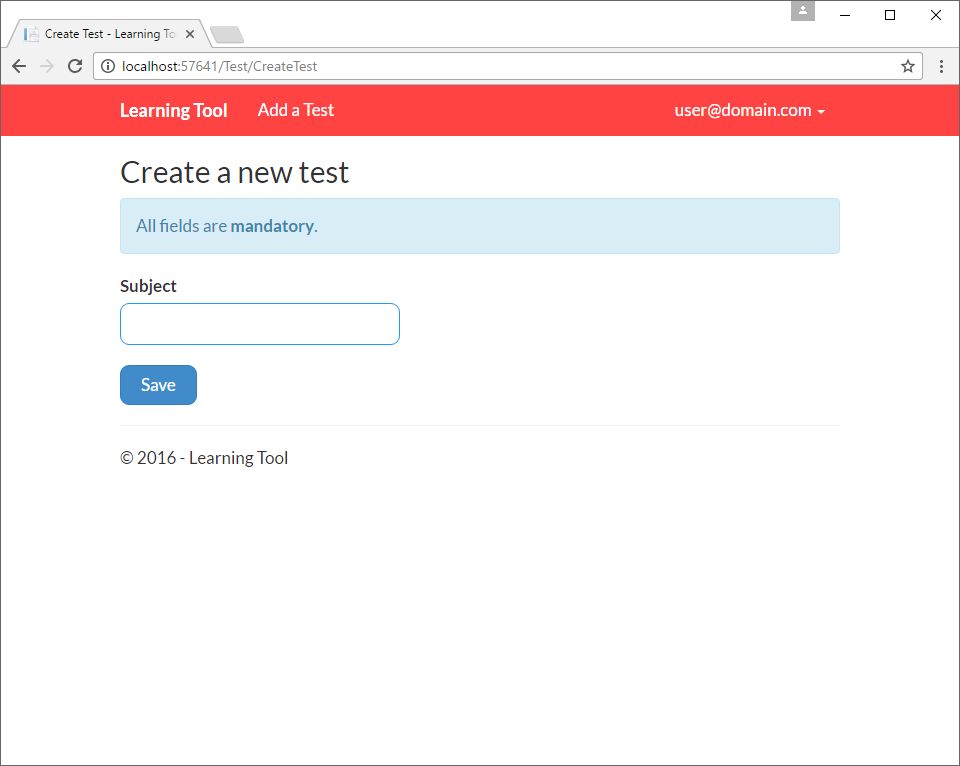 Create Test - Learning To
localhost:57641/Test/CreateTest
Learning Tool Add a Test user@domain.com
Create a new test
All fields are mandatory.
Subject
Save
© 2016 - Learning Tool